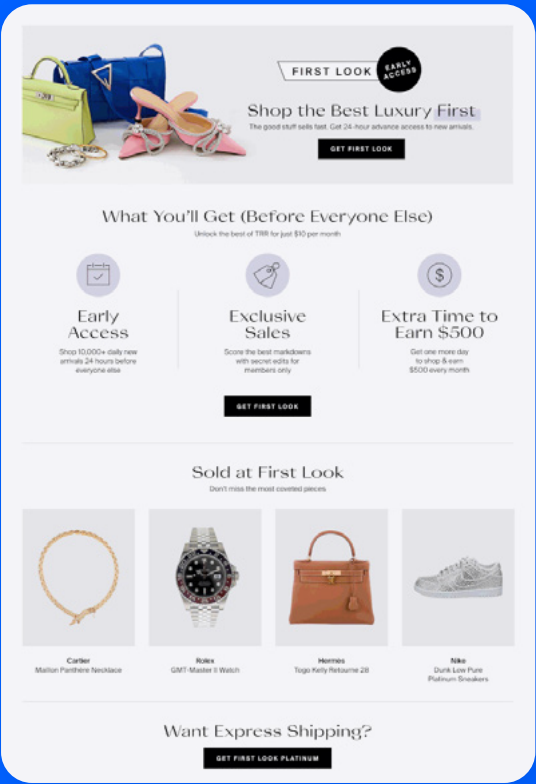 FIRST LOOK
EARLY
ACCESS
Shop the Best Luxury First
The good stuff sells fast. Get 24-hour advance access to new arrivals.
GET FIRST LOOK
What You'll Get (Before Everyone Else)
Unlock the best of TRR for just $10 per month
Early
Access
Shop 10,000+ daily new
arrivals 24 hours before
everyone else
Exclusive
Sales
Score the best markdowns
with secret edits for
members only
Extra Time to
Earn $500
Get one more day
to shop & earn
$500 every month
GET FIRST LOOK
Sold at First Look
Don't miss the most coveted pieces
Cartier
Maillon Panthère Necklace
Rolex
GMT-Master II Watch
Hermès
Togo Kelly Retourne 28
Nike
Dunk Low Pure
Platinum Sneakers
Want Express Shipping?
GET FIRST LOOK PLATINUM